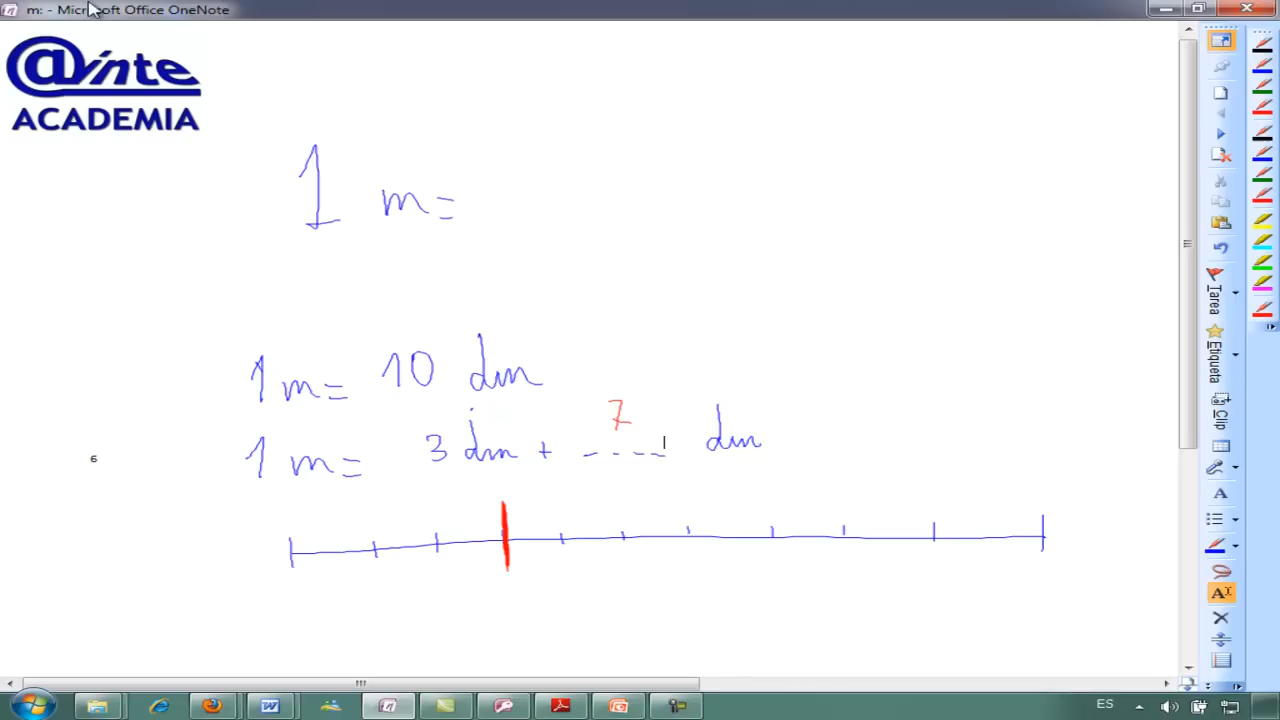 m: - Microsoft Office OneNote
@inte
ACADEMIA
1 m=
1 m= 10 dm
7
1 m= 3 dm + ---- dm
6
Tarea
Etiqueta
Clip
A
A
ES